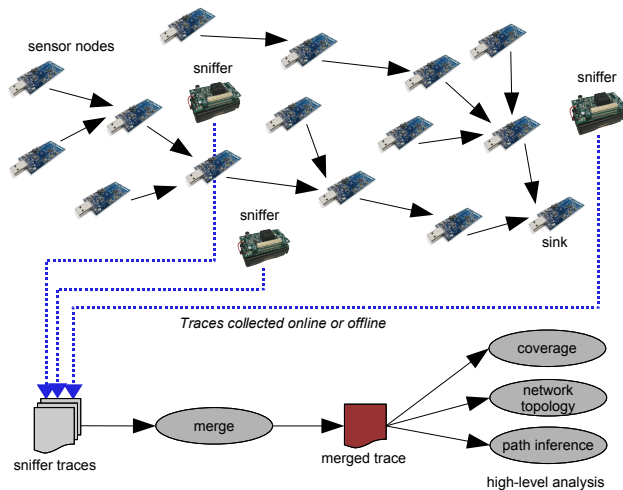 sensor nodes
sniffer
sniffer
sniffer
sink
Traces collected online or offline
coverage
network
topology
merge
path inference
sniffer traces
merged trace
high-level analysis